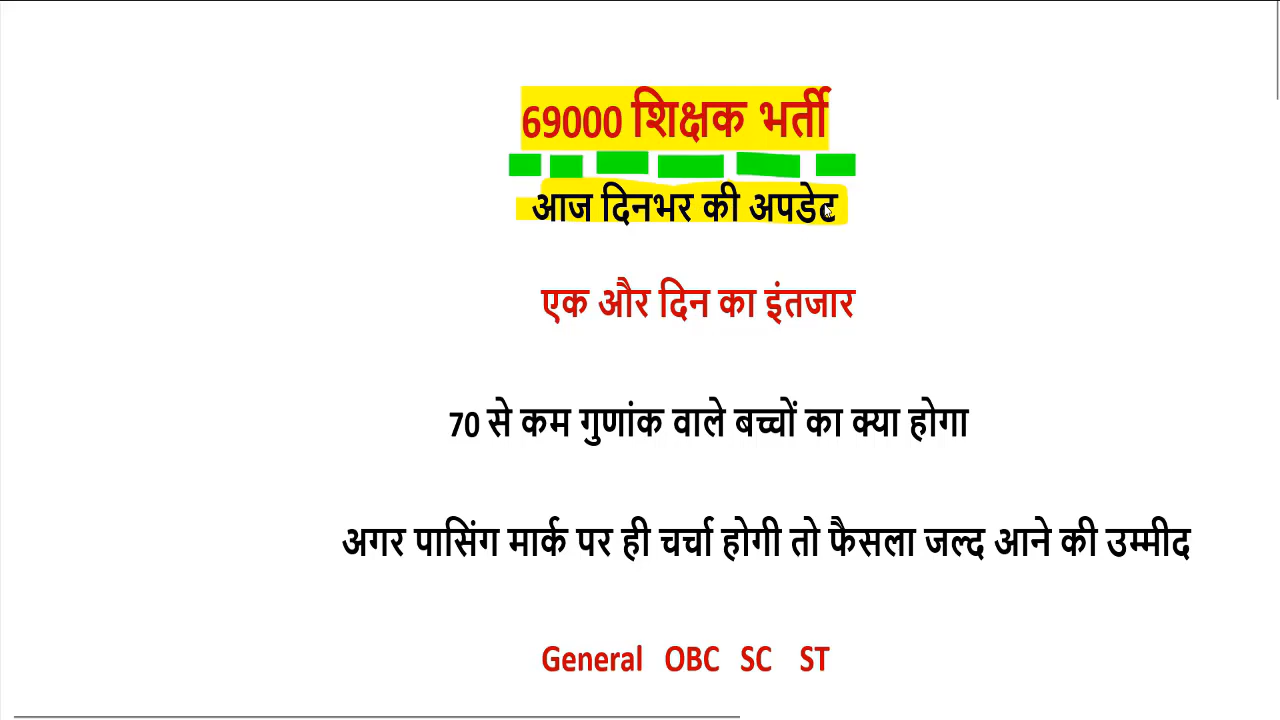 69000 शिक्षक भर्ती
आज दिनभर की अपडेट
एक और दिन का इंतजार
70 से कम गुणांक वाले बच्चों का क्या होगा
अगर पासिंग मार्क पर ही चर्चा होगी तो फैसला जल्द आने की उम्मीद
General OBC SC ST